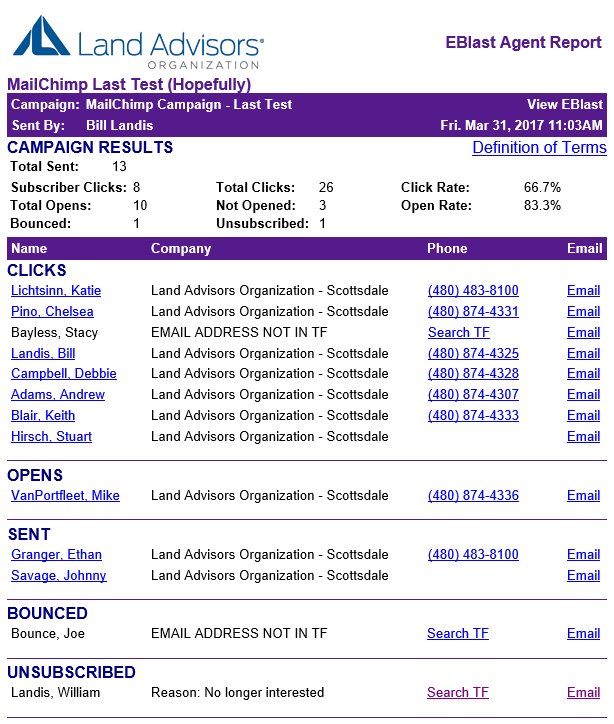 Land Advisors®
ORGANIZATION
EBlast Agent Report
MailChimp Last Test (Hopefully)
Campaign: MailChimp Campaign - Last Test View EBlast
Sent By: Bill Landis Fri. Mar 31, 2017 11:03AM
CAMPAIGN RESULTS Definition of Terms
Total Sent: 13
Subscriber Clicks: 8 Total Clicks: 26 Click Rate: 66.7%
Total Opens: 10 Not Opened: 3 Open Rate: 83.3%
Bounced: 1 Unsubscribed: 1
Name Company Phone Email
CLICKS
Lichtsinn, Katie Land Advisors Organization - Scottsdale (480) 483-8100 Email
Pino, Chelsea Land Advisors Organization - Scottsdale (480) 874-4331 Email
Bayless, Stacy EMAIL ADDRESS NOT IN TF Search TF Email
Landis, Bill Land Advisors Organization - Scottsdale (480) 874-4325 Email
Campbell, Debbie Land Advisors Organization - Scottsdale (480) 874-4328 Email
Adams, Andrew Land Advisors Organization - Scottsdale (480) 874-4307 Email
Blair, Keith Land Advisors Organization - Scottsdale (480) 874-4333 Email
Hirsch, Stuart Land Advisors Organization - Scottsdale Email
OPENS
VanPortfleet, Mike Land Advisors Organization - Scottsdale (480) 874-4336 Email
SENT
Granger, Ethan Land Advisors Organization - Scottsdale (480) 483-8100 Email
Savage, Johnny Land Advisors Organization - Scottsdale Email
BOUNCED
Bounce, Joe EMAIL ADDRESS NOT IN TF Search TF Email
UNSUBSCRIBED
Landis, William Reason: No longer interested Search TF Email